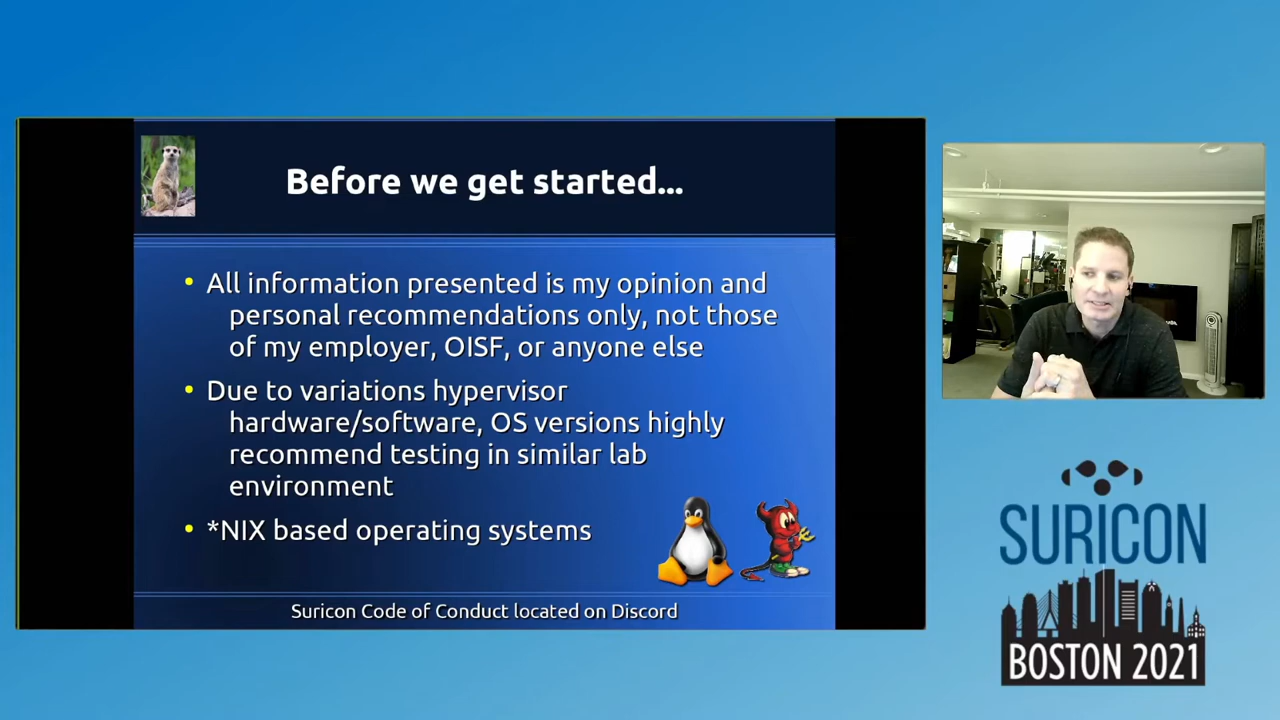 Before we get started...
All information presented is my opinion and
personal recommendations only, not those
of my employer, OISF, or anyone else
Due to variations hypervisor
hardware/software, OS versions highly
recommend testing in similar lab
environment
*NIX based operating systems
Suricon Code of Conduct located on Discord
SURICON
BOSTON 2021